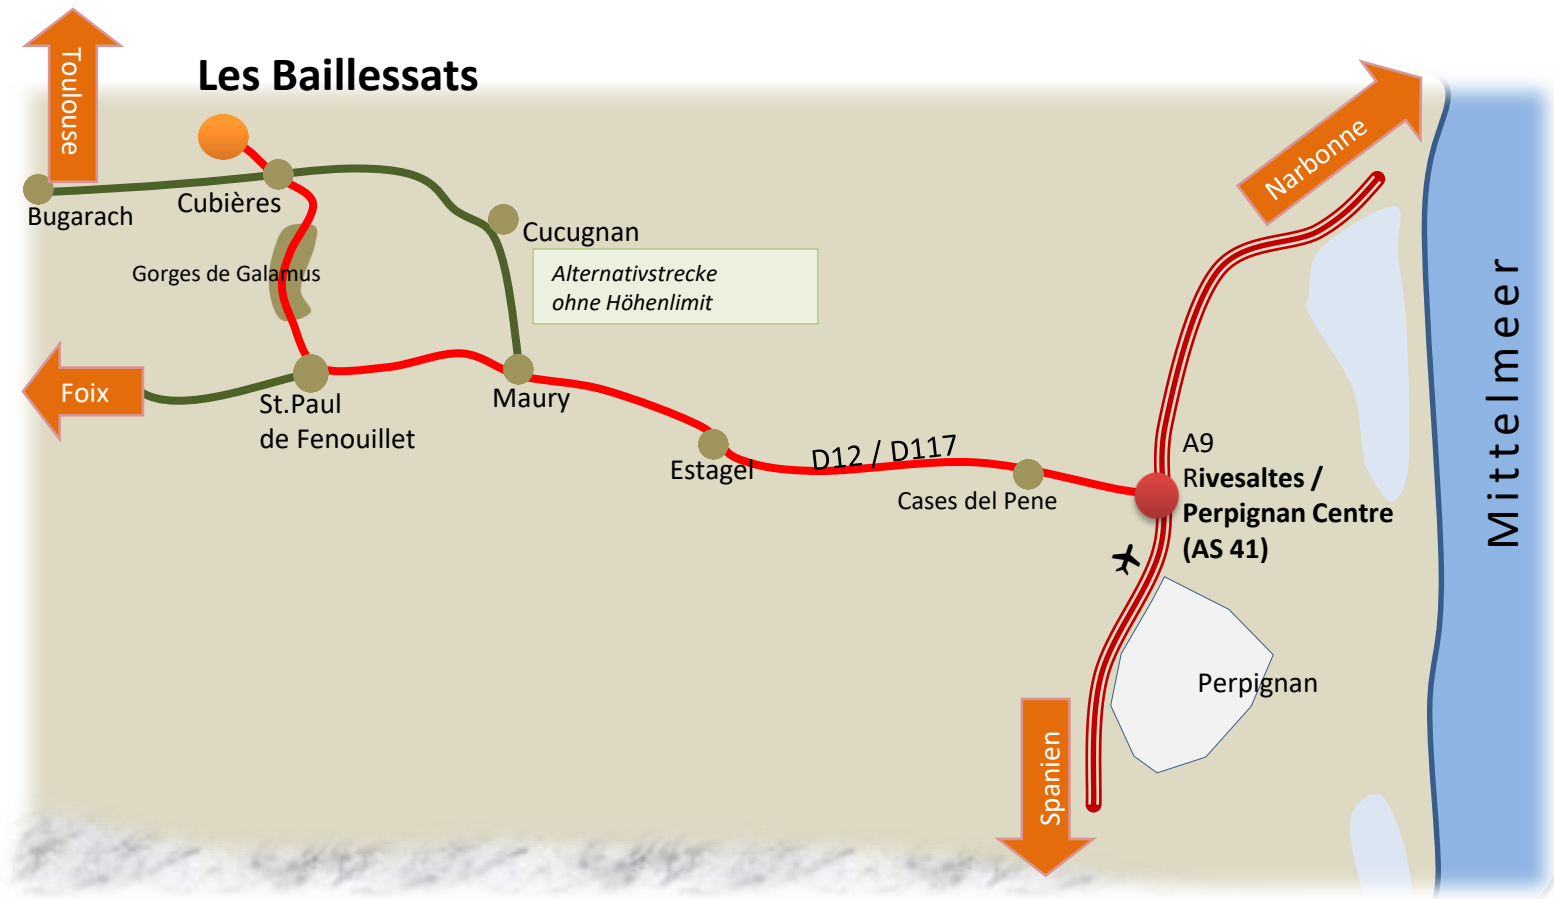 Toulouse
Les Baillessats
Narbonne
Bugarach
Cubières
Cucugnan
Gorges de Galamus
Alternativstrecke
ohne Höhenlimit
Mittelmeer
Foix
St.Paul
de Fenouillet
Maury
Estagel
D12 / D117
Cases del Pene
A9
Rivesaltes /
Perpignan Centre
(AS 41)
Perpignan
Spanien